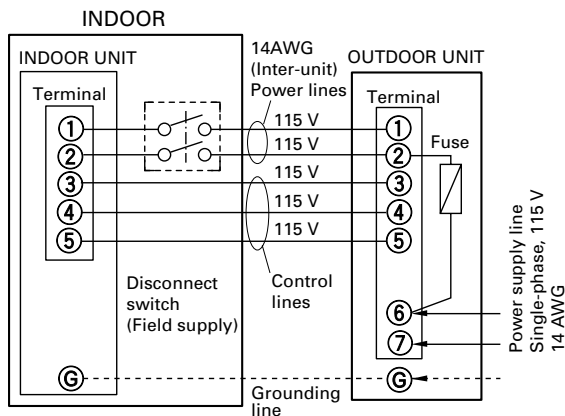 INDOOR
INDOOR UNIT
Terminal
1
2
3
4
5
G
Disconnect
switch
(Field supply)
14AWG
(Inter-unit)
Power lines
115 V
115 V
115 V
115 V
115 V
Control
lines
Grounding
line
OUTDOOR UNIT
Terminal
1
2
3
4
5
6
7
G
Fuse
Power supply line
Single-phase, 115 V
14 AWG